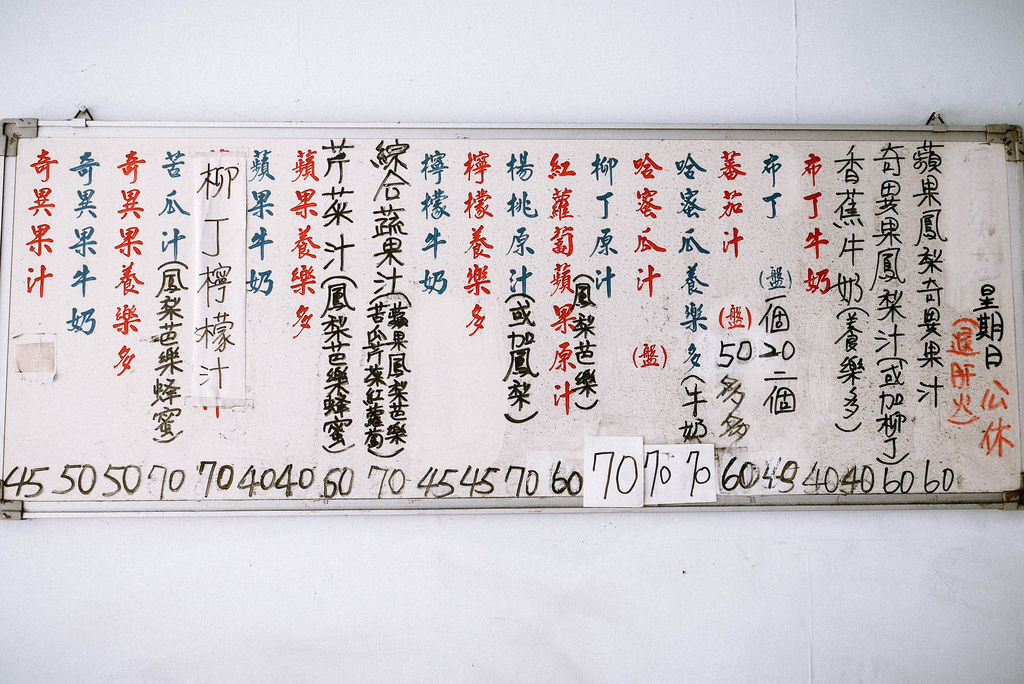 星期日
公休
(退肝火)
蘋果鳳梨奇異果汁
60
奇異果鳳梨汁(或加柳丁)
60
香蕉牛奶(養樂多)
40
布丁牛奶
40
布丁(盤)一個20二個
蕃茄汁(盤)50
60
哈蜜瓜養樂多(牛奶)
70
哈蜜瓜汁(盤)
70
柳丁原汁
70
紅蘿蔔蘋果原汁
(鳳梨芭樂)
60
楊桃原汁(或加鳳梨)
70
檸檬養樂多
45
檸檬牛奶
45
綜合蔬果汁(蘋果鳳梨芭樂
苦瓜芹菜紅蘿蔔)
70
芹菜汁(鳳梨芭樂蜂蜜)
60
蘋果養樂多
40
蘋果牛奶
40
柳丁檸檬汁
70
苦瓜汁(鳳梨芭樂蜂蜜)
70
奇異果養樂多
50
奇異果牛奶
50
奇異果汁
45